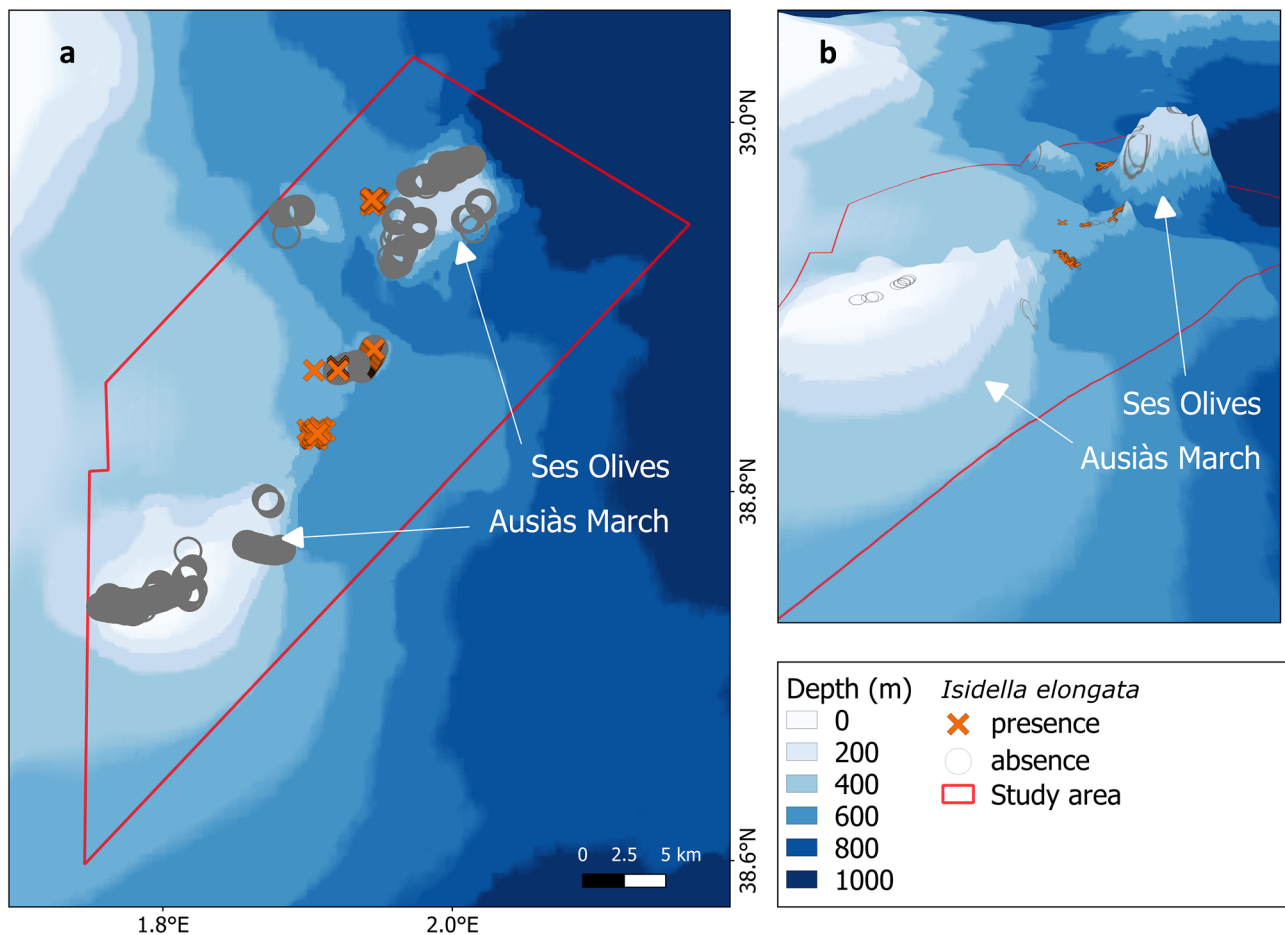 a
Ses Olives
Ausiàs March
0 2.5 5 km
39.0°N
38.8°N
38.6°N
1.8°E
2.0°E
b
Ses Olives
Ausiàs March
Depth (m)
0
200
400
600
800
1000
Isidella elongata
presence
absence
Study area